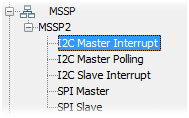 MSSP
MSSP2
I2C Master Interrupt
I2C Master Polling
I2C Slave Interrupt
SPI Master
SPI Slave